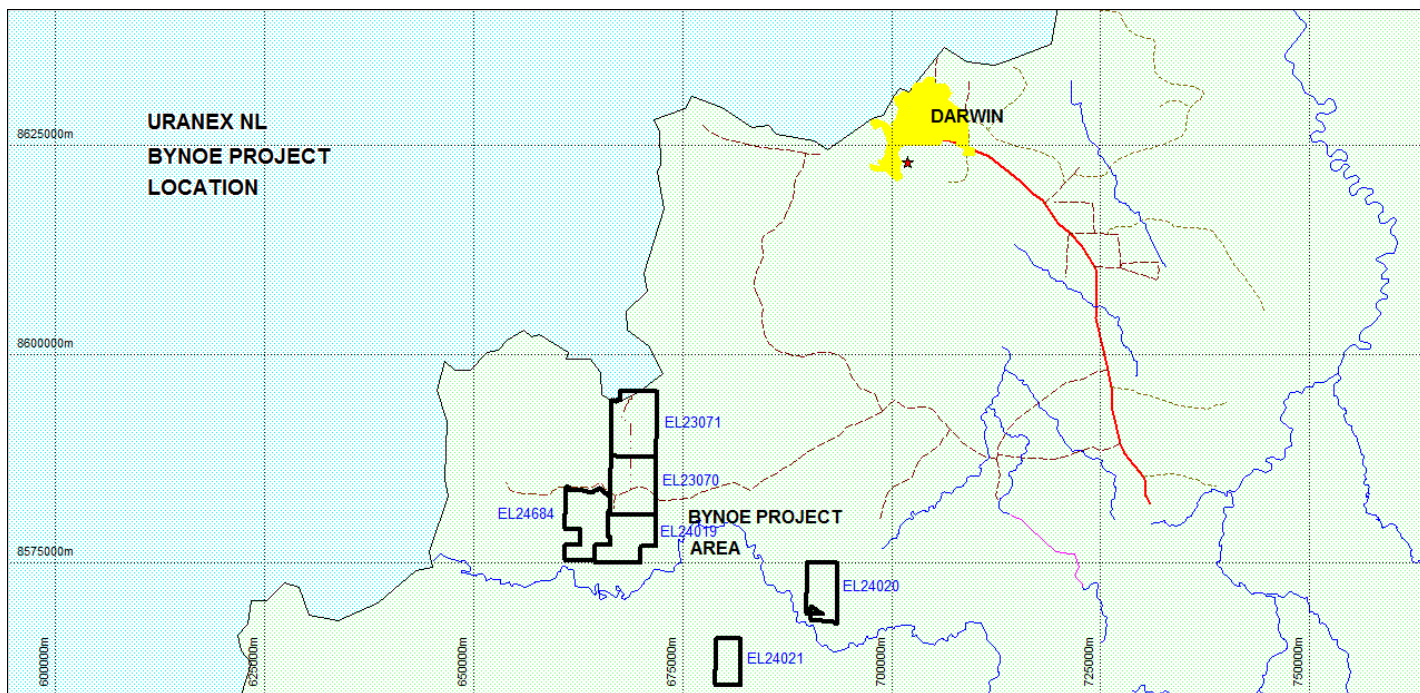 URANEX NL
BYNOE PROJECT
LOCATION
DARWIN
8625000m
8600000m
EL23071
EL23070
EL24684
EL24019
BYNOE PROJECT
AREA
8575000m
EL24020
EL24021
600000m
625000m
650000m
675000m
700000m
725000m
750000m